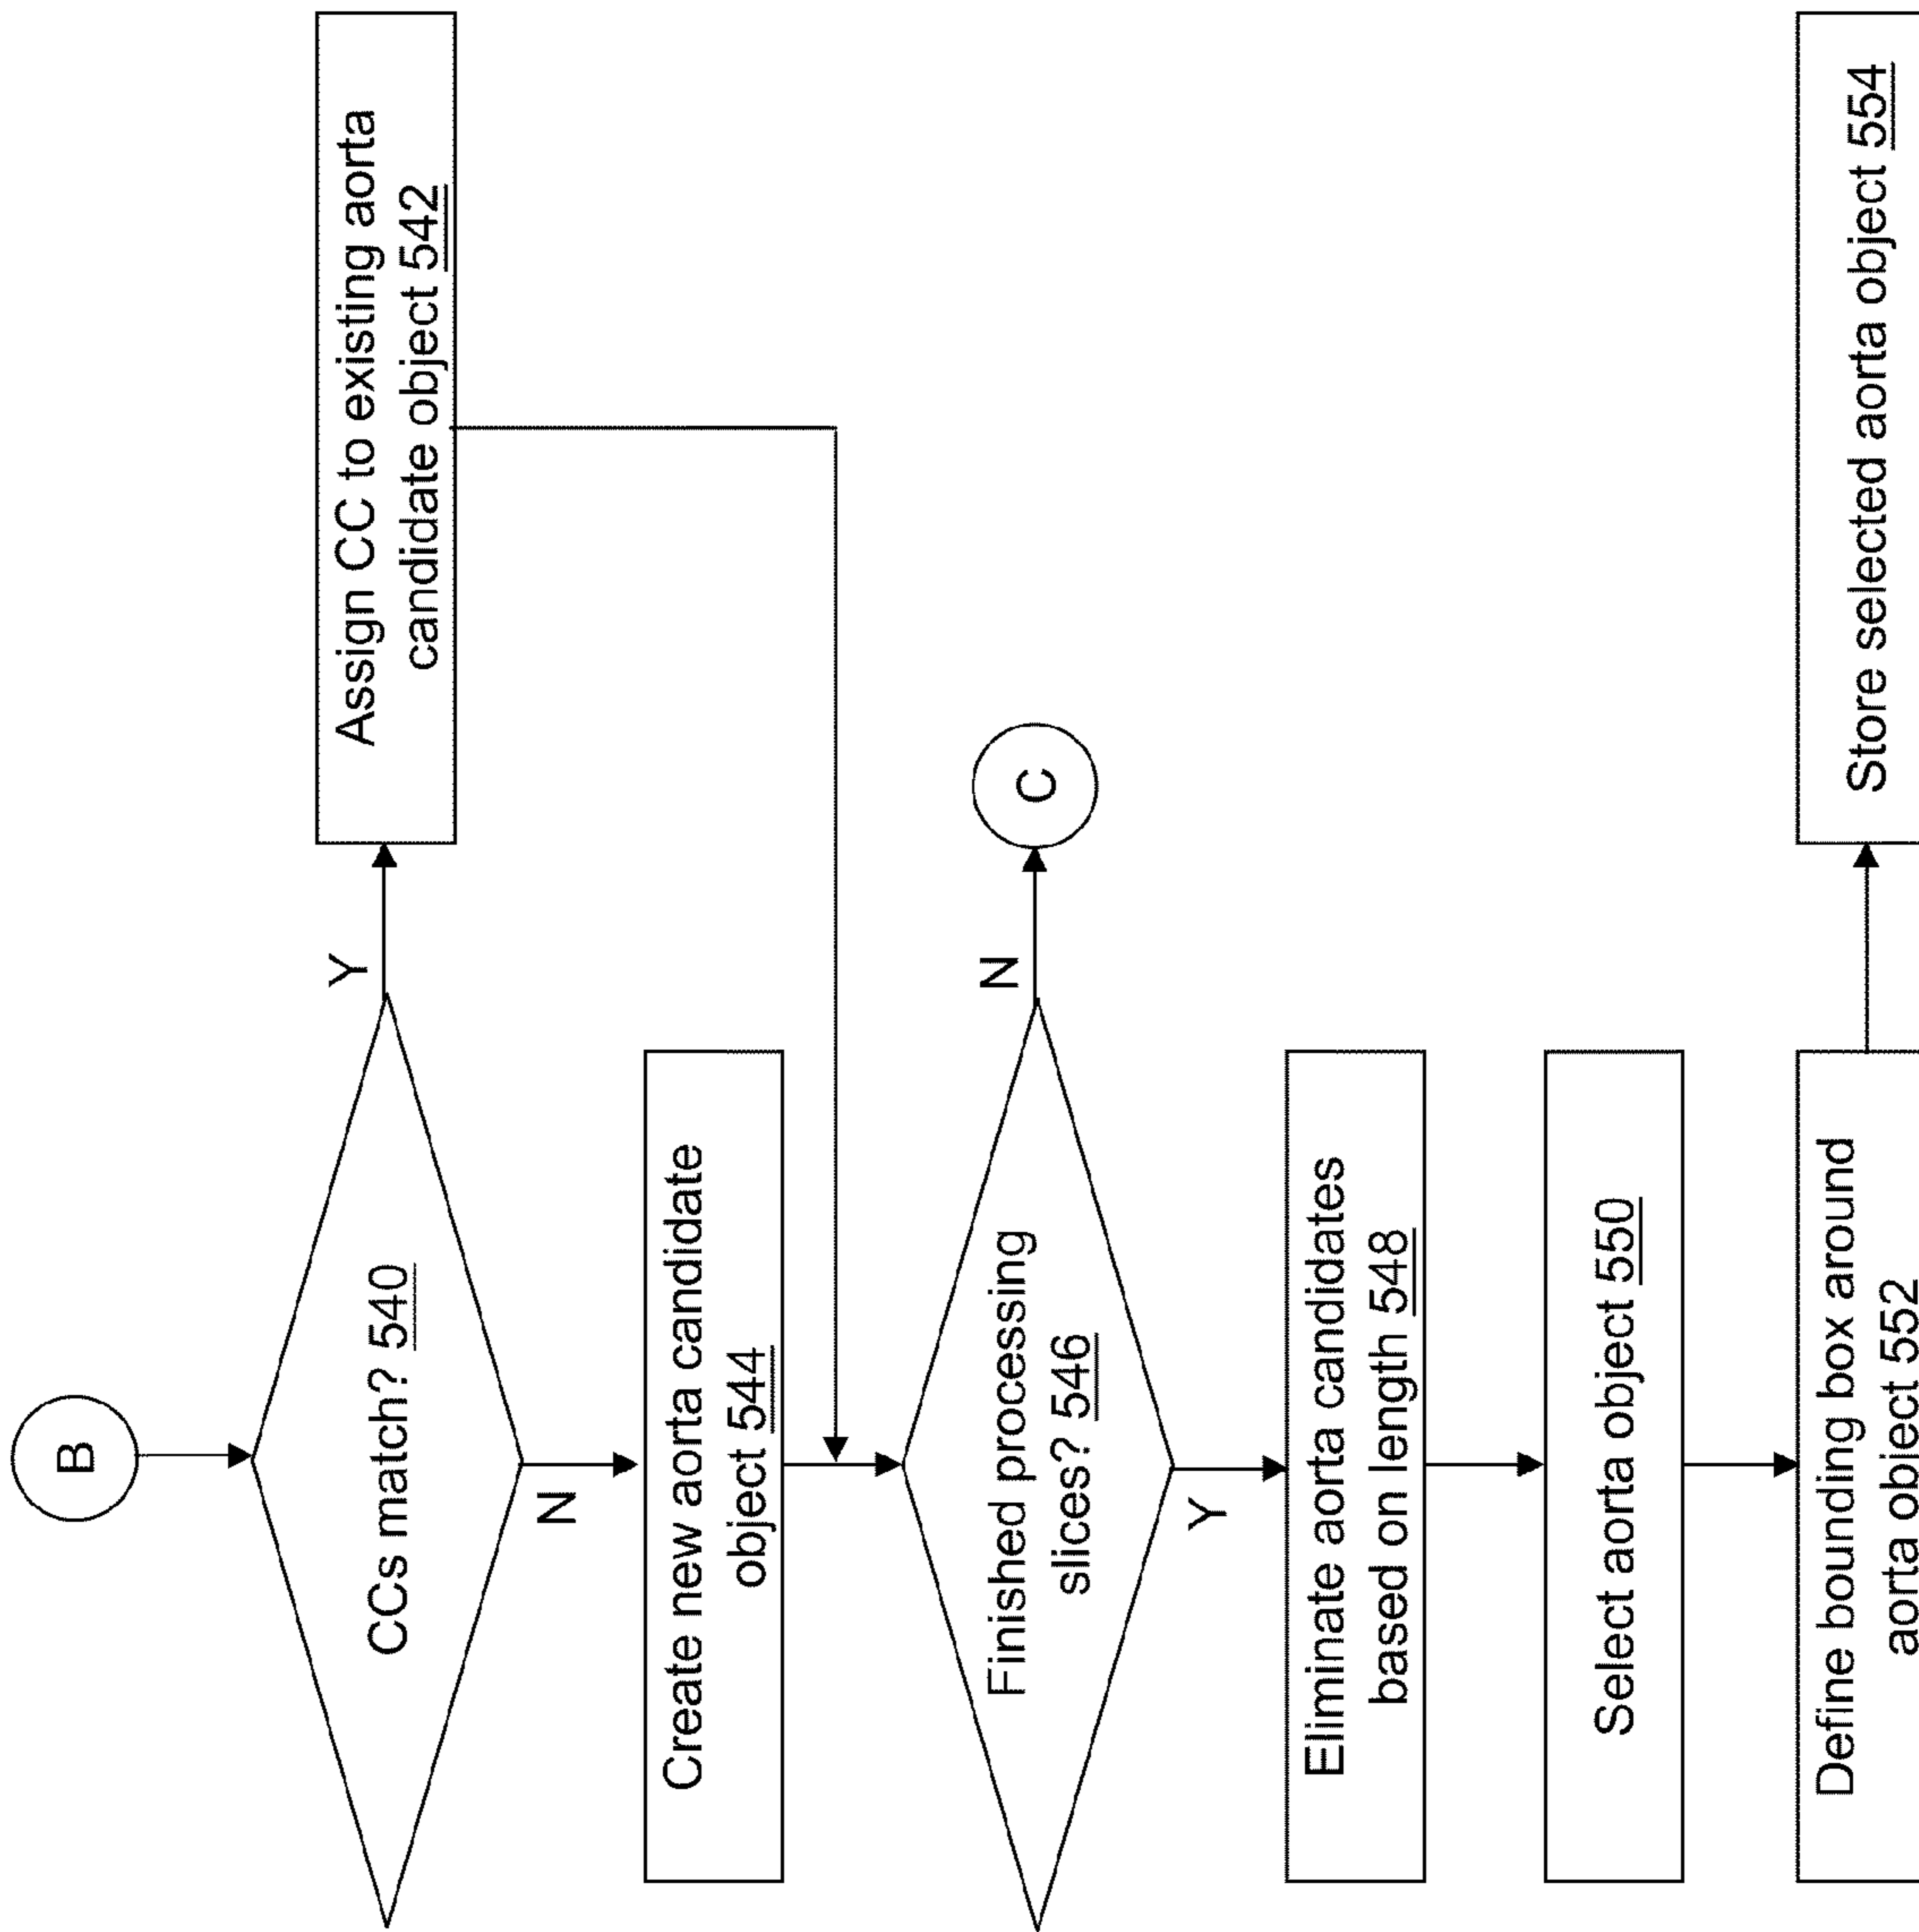 B
CCs match? 540
Y
Assign CC to existing aorta
candidate object 542
N
Create new aorta candidate
object 544
Finished processing
slices? 546
N
C
Y
Eliminate aorta candidates
based on length 548
Select aorta object 550
Define bounding box around
aorta object 552
Store selected aorta object 554